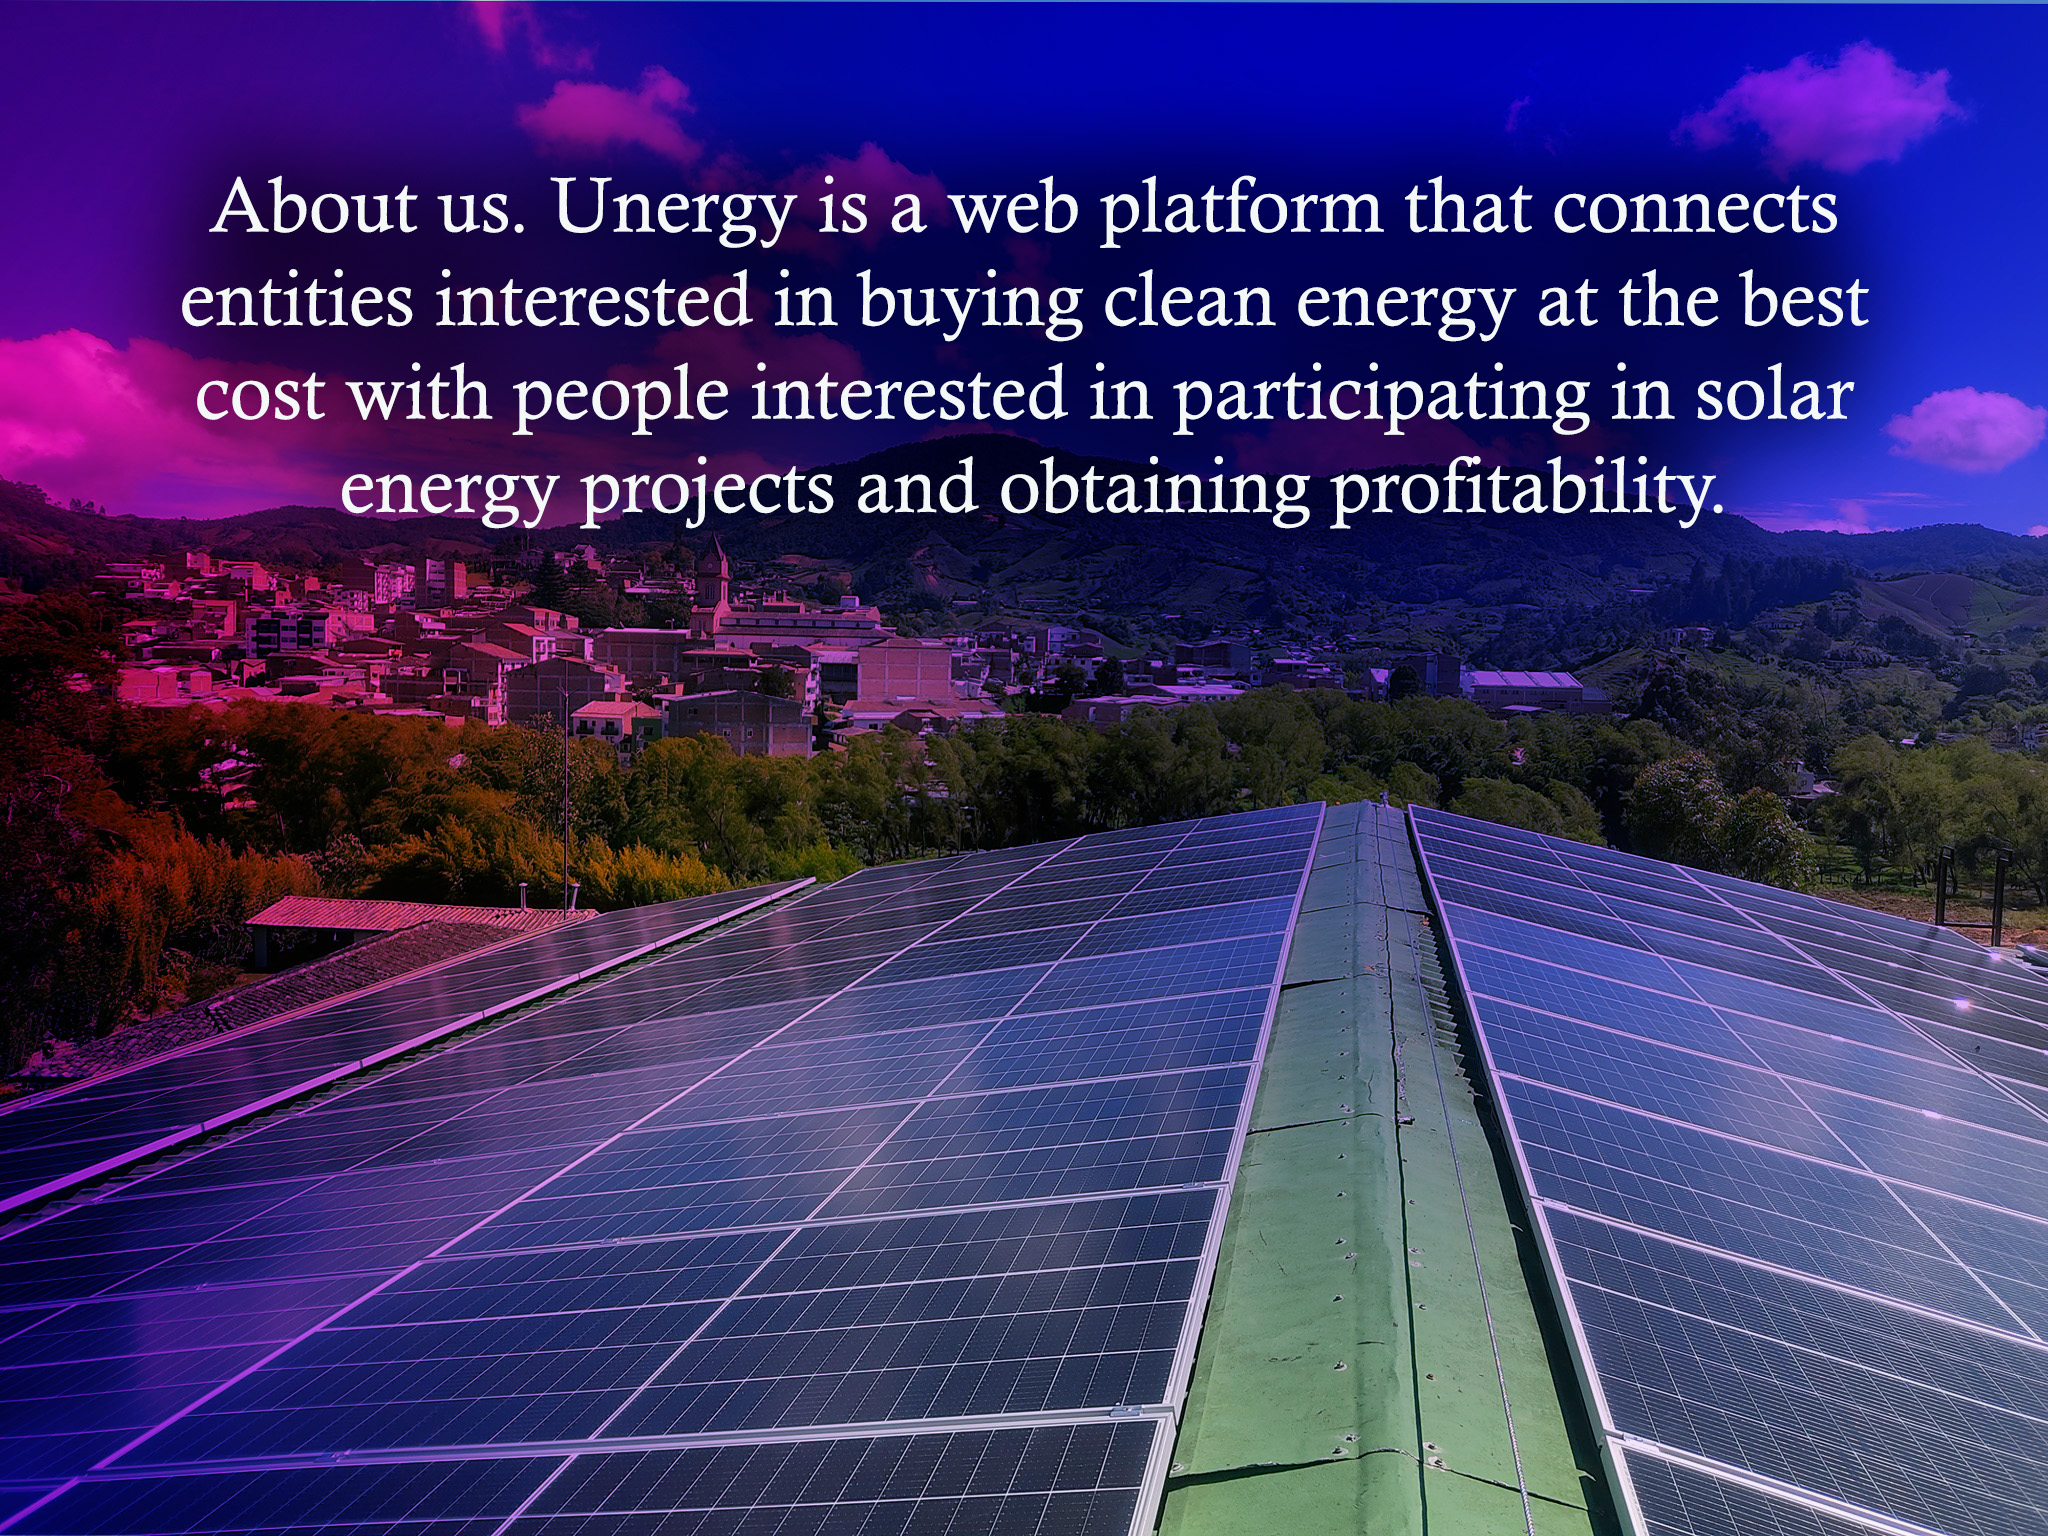 About us. Unergy is a web platform that connects
entities interested in buying clean energy at the best
cost with people interested in participating in solar
energy projects and obtaining profitability.